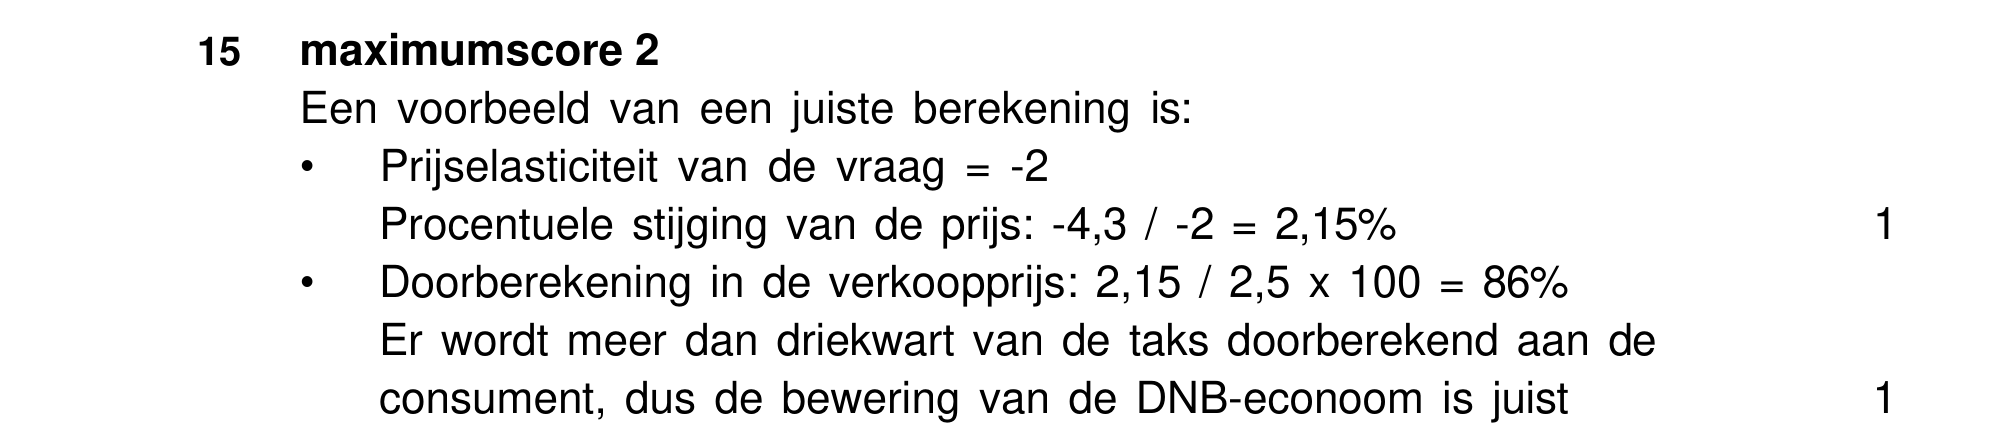 15 maximumscore 2
Een voorbeeld van een juiste berekening is:
• Prijselasticiteit van de vraag = -2
Procentuele stijging van de prijs: -4,3 / -2 = 2,15% 1
• Doorberekening in de verkoopprijs: 2,15 / 2,5 x 100 = 86%
Er wordt meer dan driekwart van de taks doorberekend aan de
consument, dus de bewering van de DNB-econoom is juist 1